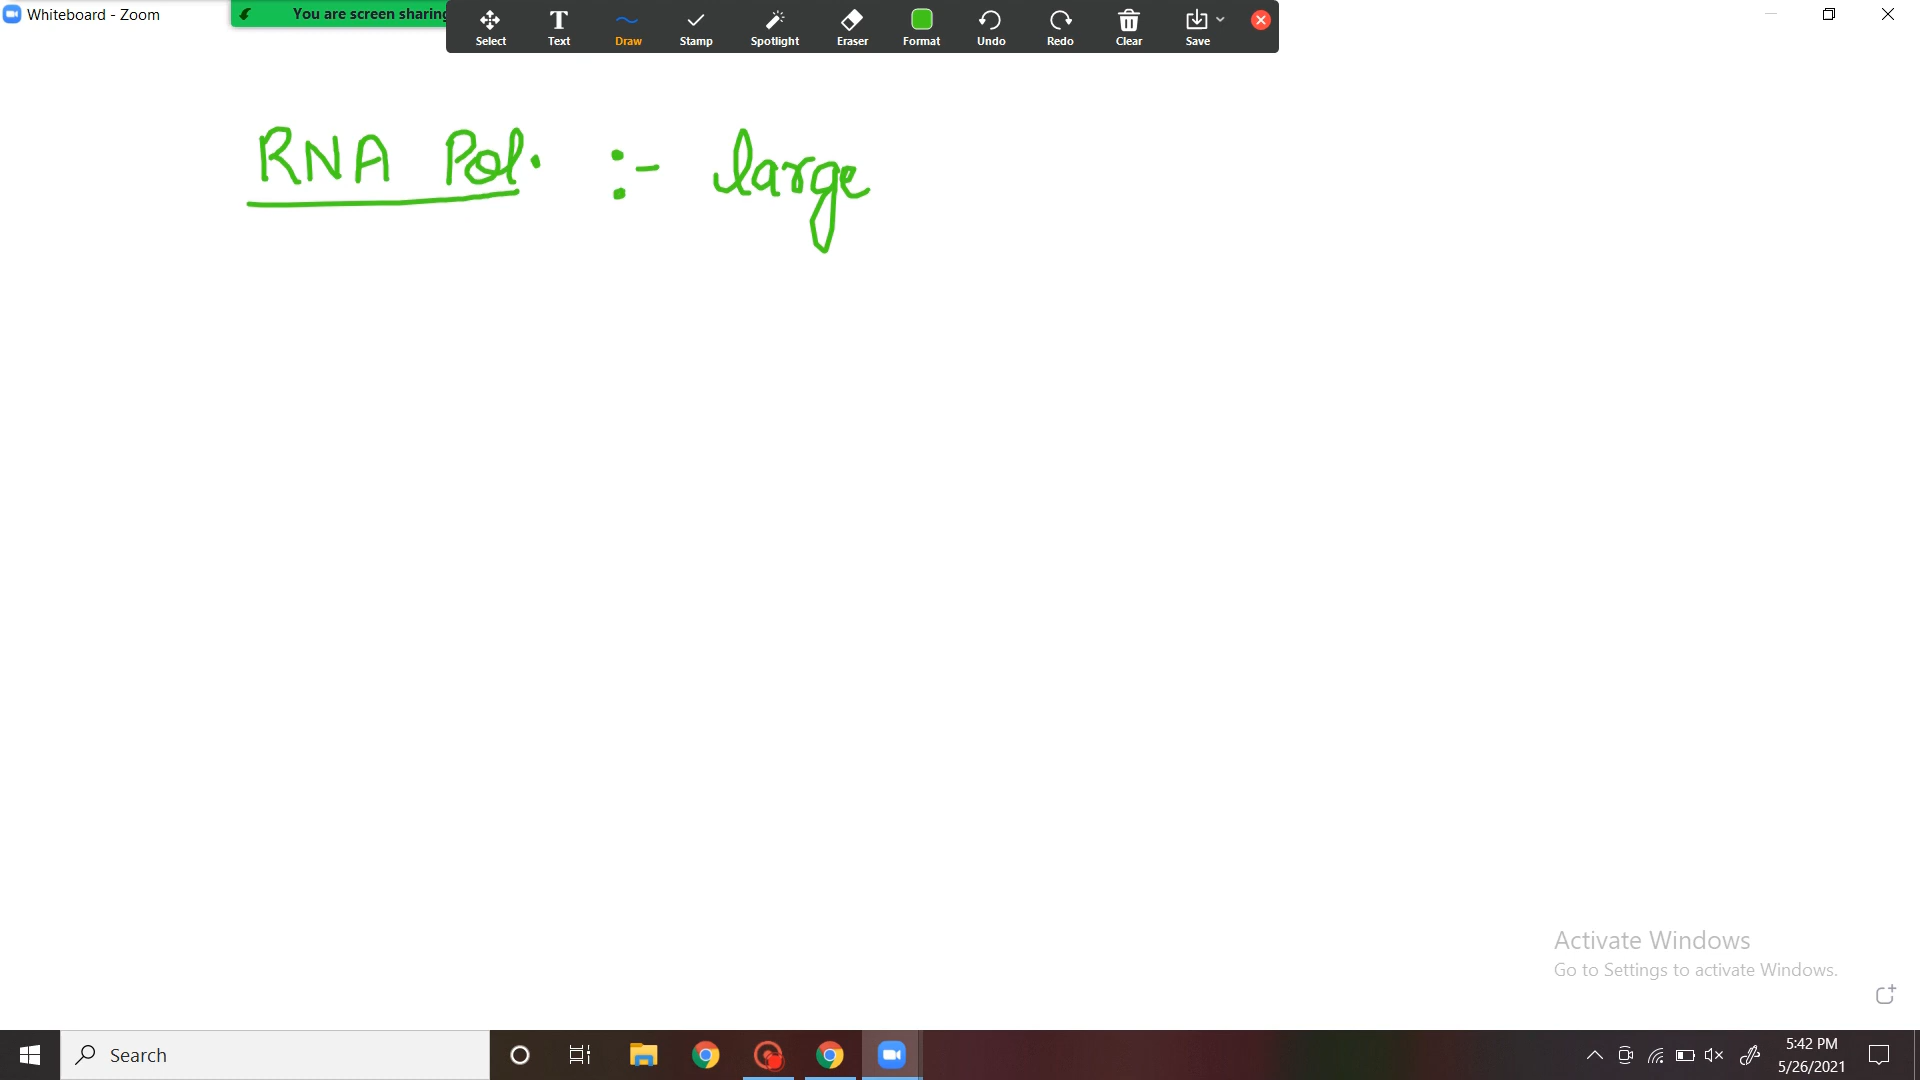 Whiteboard - Zoom
You are screen sharing
Select Text Draw Stamp Spotlight Eraser Format Undo Redo Clear Save
RNA Pol. :- large
Activate Windows
Go to Settings to activate Windows.
Search
5:42 PM
5/26/2021